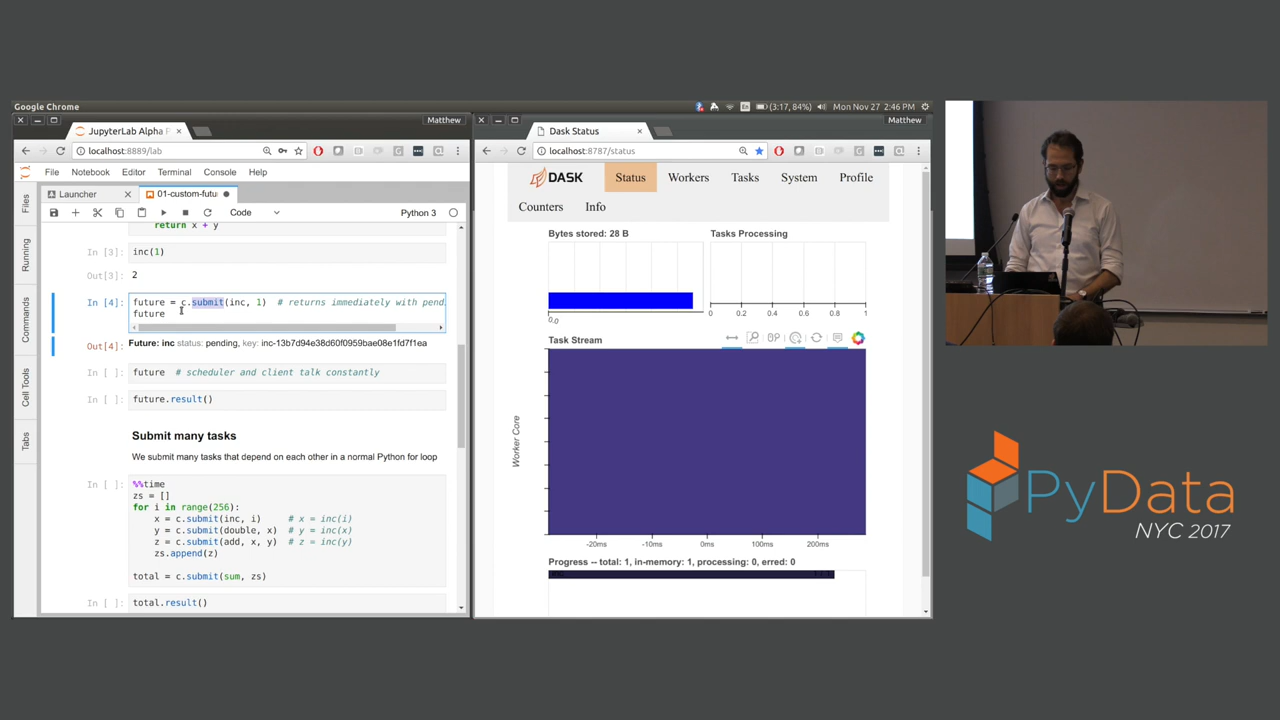 Google Chrome
(3:17, 84%)
Mon Nov 27 2:46 PM
JupyterLab Alpha P
Matthew
localhost:8889/lab
File Notebook Editor Terminal Console Help
Launcher
01-custom-futu
Code
Python 3
Files
Running
Commands
Cell Tools
Tabs
return x + y
In [3]: inc(1)
Out[3]: 2
In [4]: future = c.submit(inc, 1)  # returns immediately with pend
future
Out[4]: Future: inc status: pending, key: inc-13b7d94e38d60f0959bae08e1fd7f1ea
In [ ]: future  # scheduler and client talk constantly
In [ ]: future.result()
Submit many tasks
We submit many tasks that depend on each other in a normal Python for loop
In [ ]: %%time
zs = []
for i in range(256):
x = c.submit(inc, i)     # x = inc(i)
y = c.submit(double, x)  # y = inc(x)
z = c.submit(add, x, y)  # z = inc(y)
zs.append(z)
total = c.submit(sum, zs)
In [ ]: total.result()
Dask Status
Matthew
localhost:8787/status
DASK Status Workers Tasks System Profile
Counters Info
Bytes stored: 28 B
0.0
Tasks Processing
0 0.2 0.4 0.6 0.8 1
Task Stream
Worker Core
-20ms -10ms 0ms 100ms 200ms
Progress -- total: 1, in-memory: 1, processing: 0, erred: 0
PyData
NYC 2017